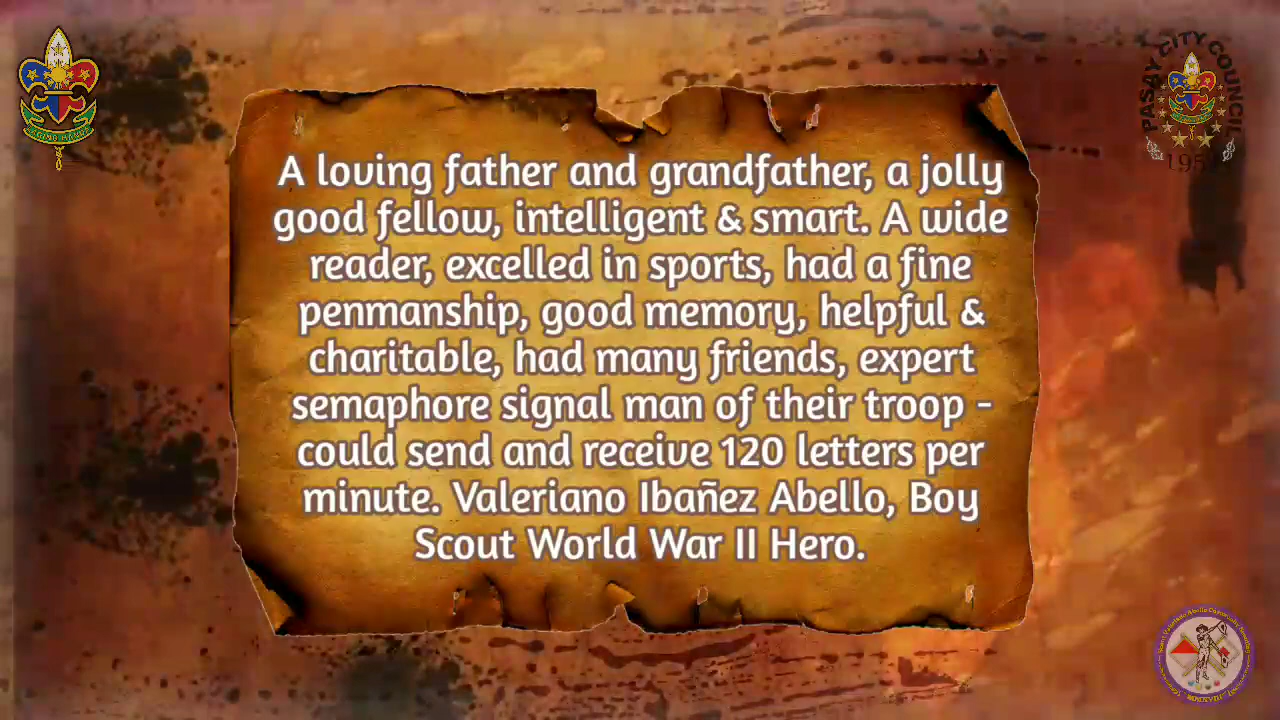 A loving father and grandfather, a jolly
good fellow, intelligent & smart. A wide
reader, excelled in sports, had a fine
penmanship, good memory, helpful &
charitable, had many friends, expert
semaphore signal man of their troop -
could send and receive 120 letters per
minute. Valeriano Ibañez Abello, Boy
Scout World War II Hero.
PASAY CITY COUNCIL